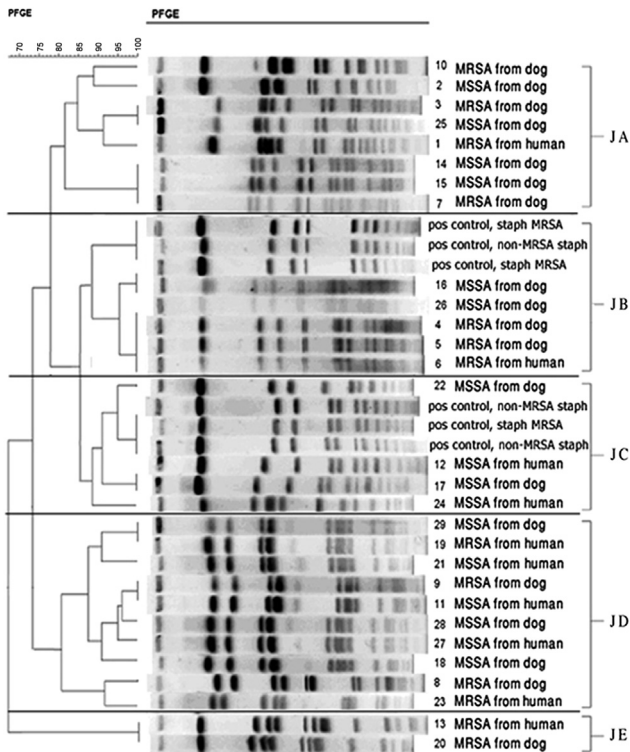 PFGE PFGE
70 75 80 85 90 95 100
10 MRSA from dog
2 MSSA from dog
3 MRSA from dog
25 MSSA from dog
JA
1 MRSA from human
14 MSSA from dog
15 MSSA from dog
7 MRSA from dog
pos control, staph MRSA
pos control, non-MRSA staph
pos control, staph MRSA
16 MSSA from dog
JB
26 MSSA from dog
4 MRSA from dog
5 MRSA from dog
6 MRSA from human
22 MSSA from dog
pos control, non-MRSA staph
pos control, staph MRSA
pos control, non-MRSA staph
JC
12 MSSA from human
17 MSSA from dog
24 MSSA from human
29 MSSA from dog
19 MRSA from human
21 MSSA from human
9 MRSA from dog
11 MSSA from human
28 MSSA from dog
JD
27 MSSA from human
18 MSSA from dog
8 MRSA from dog
23 MRSA from human
13 MRSA from human
JE
20 MRSA from dog